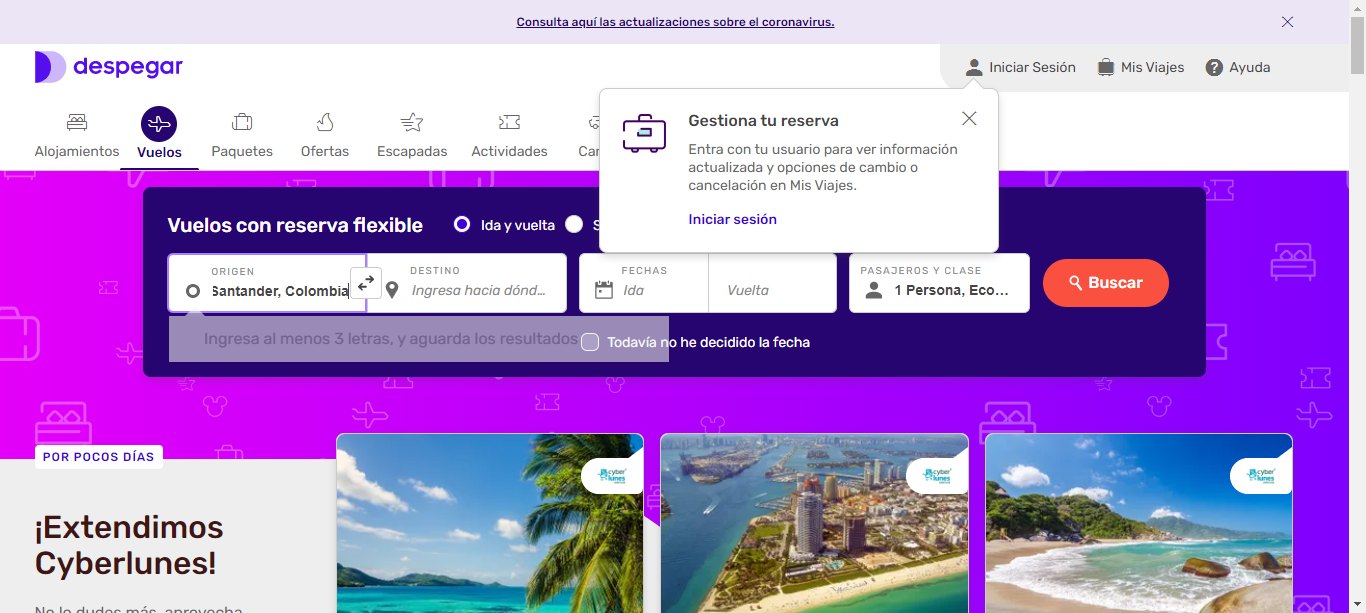 Consulta aquí las actualizaciones sobre el coronavirus.
despegar
Iniciar Sesión
Mis Viajes
Ayuda
Alojamientos
Vuelos
Paquetes
Ofertas
Escapadas
Actividades
Gestiona tu reserva
Entra con tu usuario para ver información
actualizada y opciones de cambio o
cancelación en Mis Viajes.
Iniciar sesión
Vuelos con reserva flexible
Ida y vuelta
ORIGEN
Santander, Colombia
DESTINO
Ingresa hacia dónd...
FECHAS
Ida
Vuelta
PASAJEROS Y CLASE
1 Persona, Eco...
Buscar
Ingresa al menos 3 letras, y aguarda los resultados
Todavía no he decidido la fecha
POR POCOS DÍAS
¡Extendimos
Cyberlunes!
No lo dudes más, aprovecha
cyber
lunes
cyber
lunes
cyber
lunes